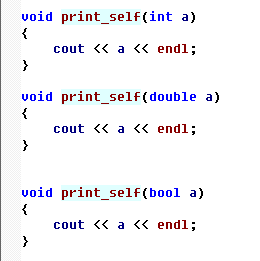 void print_self(int a)
{
    cout << a << endl;
}
void print_self(double a)
{
    cout << a << endl;
}
void print_self(bool a)
{
    cout << a << endl;
}